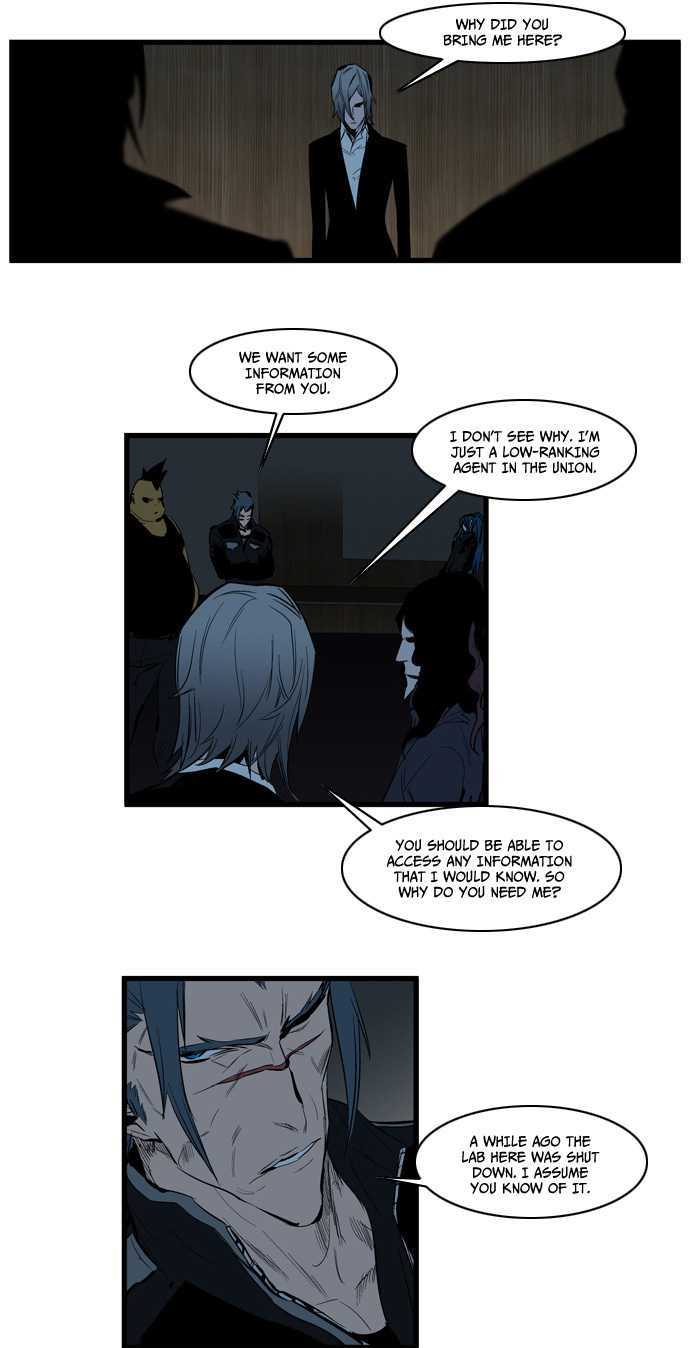 WHY DID YOU
BRING ME HERE?
WE WANT SOME
INFORMATION
FROM YOU.
I DON'T SEE WHY. I'M
JUST A LOW-RANKING
AGENT IN THE UNION.
YOU SHOULD BE ABLE TO
ACCESS ANY INFORMATION
THAT I WOULD KNOW. SO
WHY DO YOU NEED ME?
A WHILE AGO THE
LAB HERE WAS SHUT
DOWN. I ASSUME
YOU KNOW OF IT.